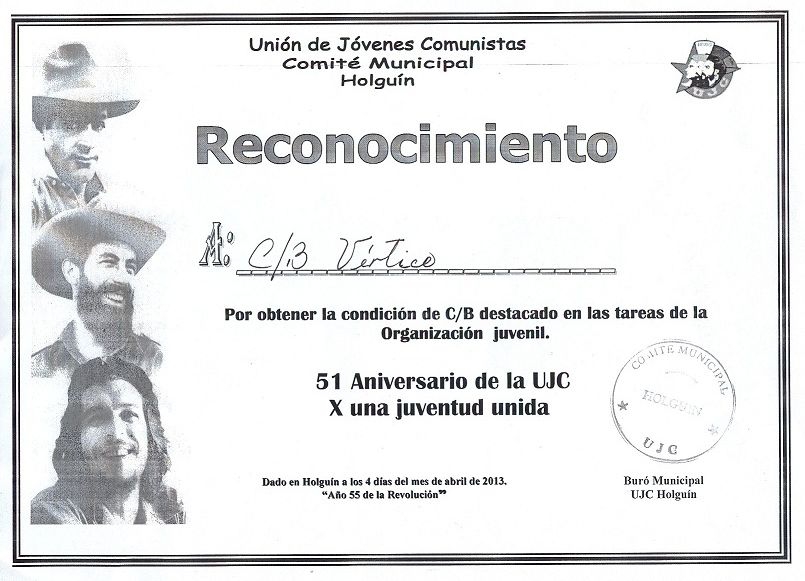 Unión de Jóvenes Comunistas
Comité Municipal
Holguín
UJC
Reconocimiento
A: C/B Vértice
Por obtener la condición de C/B destacado en las tareas de la
Organización juvenil.
51 Aniversario de la UJC
X una juventud unida
COMITE MUNICIPAL
HOLGUIN
UJC
Dado en Holguín a los 4 días del mes de abril de 2013.
“Año 55 de la Revolución”
Buró Municipal
UJC Holguín